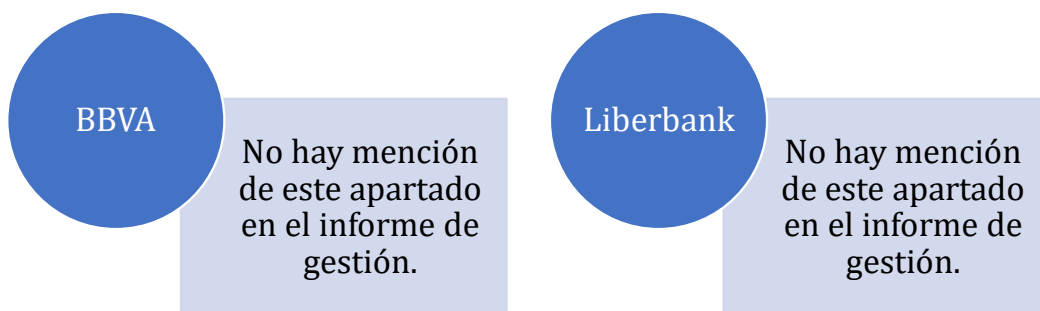 BBVA
No hay mención
de este apartado
en el informe de
gestión.
Liberbank
No hay mención
de este apartado
en el informe de
gestión.